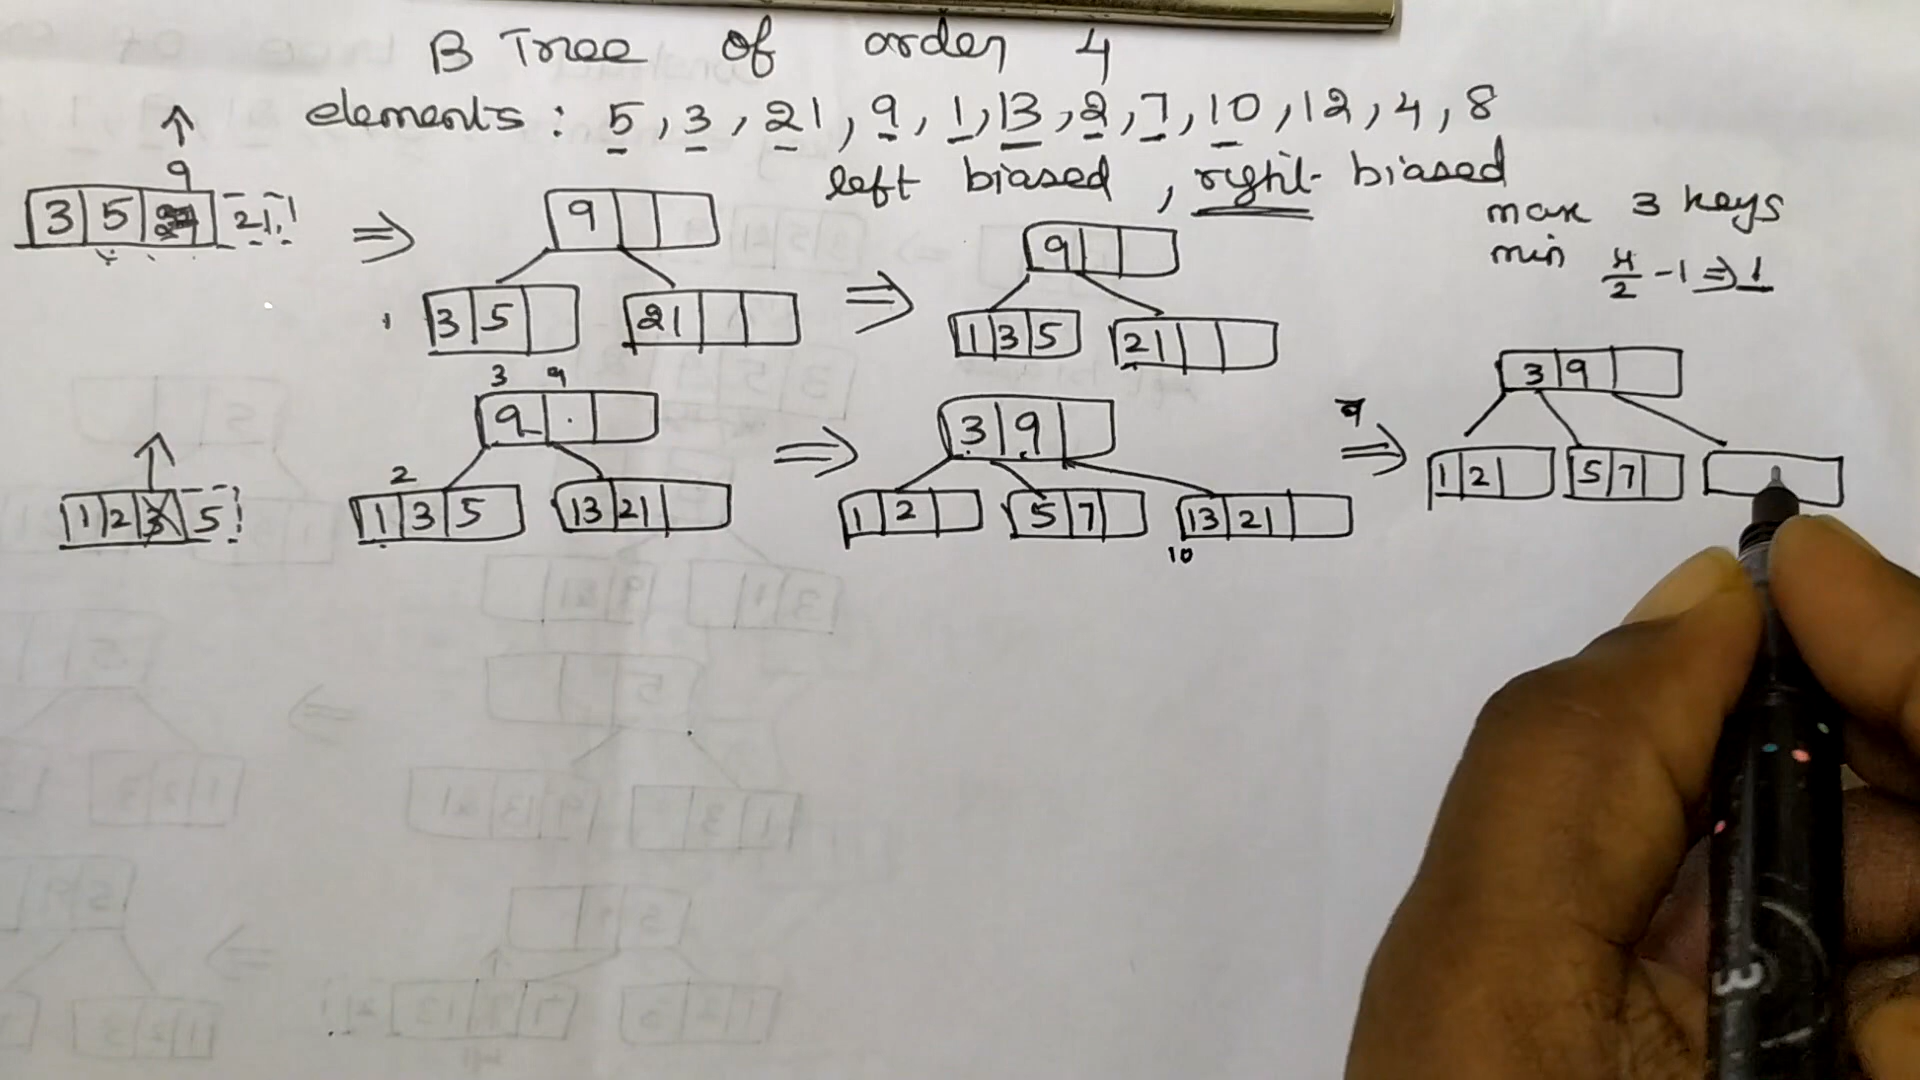 B Tree of order 4
elements : 5 , 3 , 21 , 9 , 1 , 13 , 2 , 7 , 10 , 12 , 4 , 8
left biased , right biased
max 3 keys
min 4/2 - 1 ⇒ 1
9
3 5 21
⇒
9
3 5
21
⇒
9
1 3 5
21
1 2 3 5
3 9
9
2
1 3 5
13 21
⇒
3 9
1 2
5 7
13 21
10
⇒
3 9
1 2
5 7